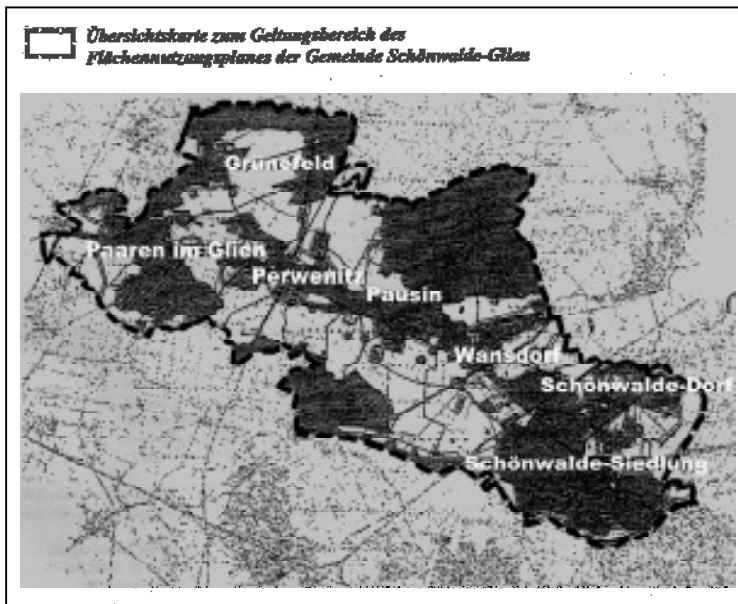 Übersichtskarte zum Geltungsbereich des
Flächennutzungsplanes der Gemeinde Schönwalde-Glien
Grünefeld
Paaren im Glien
Perwenitz
Pausin
Wansdorf
Schönwalde-Dorf
Schönwalde-Siedlung